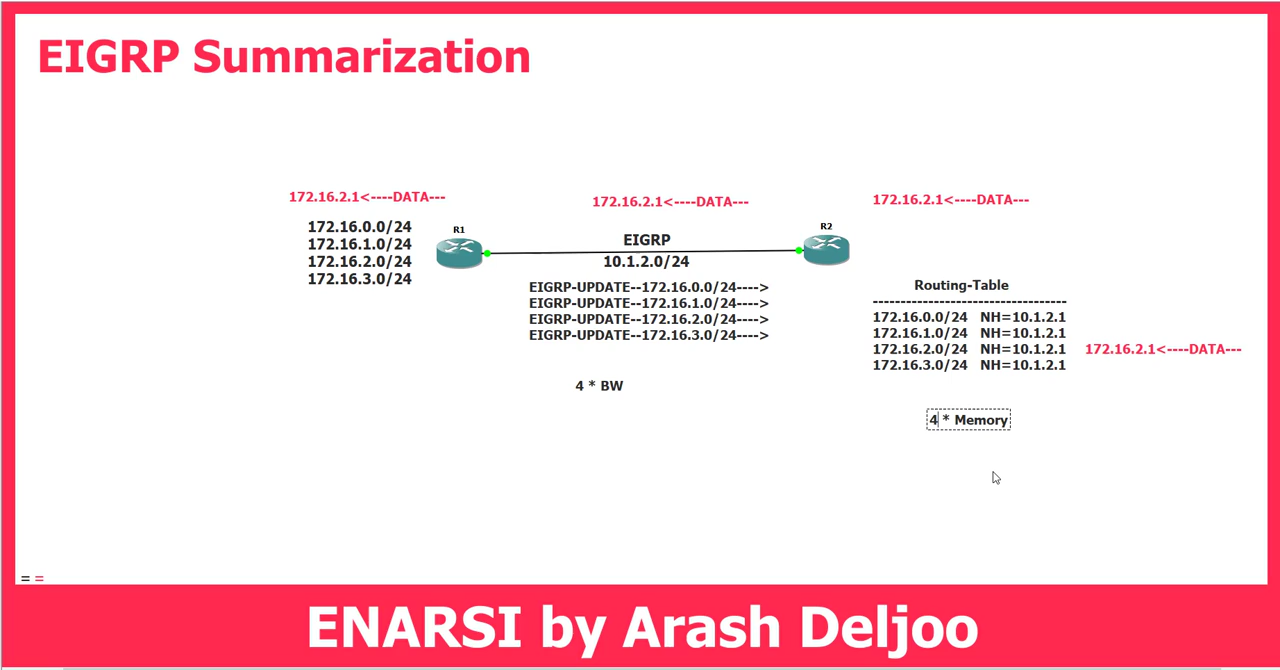 EIGRP Summarization
172.16.2.1<----DATA---
172.16.2.1<----DATA---
172.16.2.1<----DATA---
172.16.0.0/24
172.16.1.0/24
172.16.2.0/24
172.16.3.0/24
R1
EIGRP
10.1.2.0/24
R2
EIGRP-UPDATE--172.16.0.0/24---->
EIGRP-UPDATE--172.16.1.0/24---->
EIGRP-UPDATE--172.16.2.0/24---->
EIGRP-UPDATE--172.16.3.0/24---->
4 * BW
Routing-Table
-----------------------------------
172.16.0.0/24 NH=10.1.2.1
172.16.1.0/24 NH=10.1.2.1
172.16.2.0/24 NH=10.1.2.1
172.16.3.0/24 NH=10.1.2.1
172.16.2.1<----DATA---
4 * Memory
= =
ENARSI by Arash Deljoo